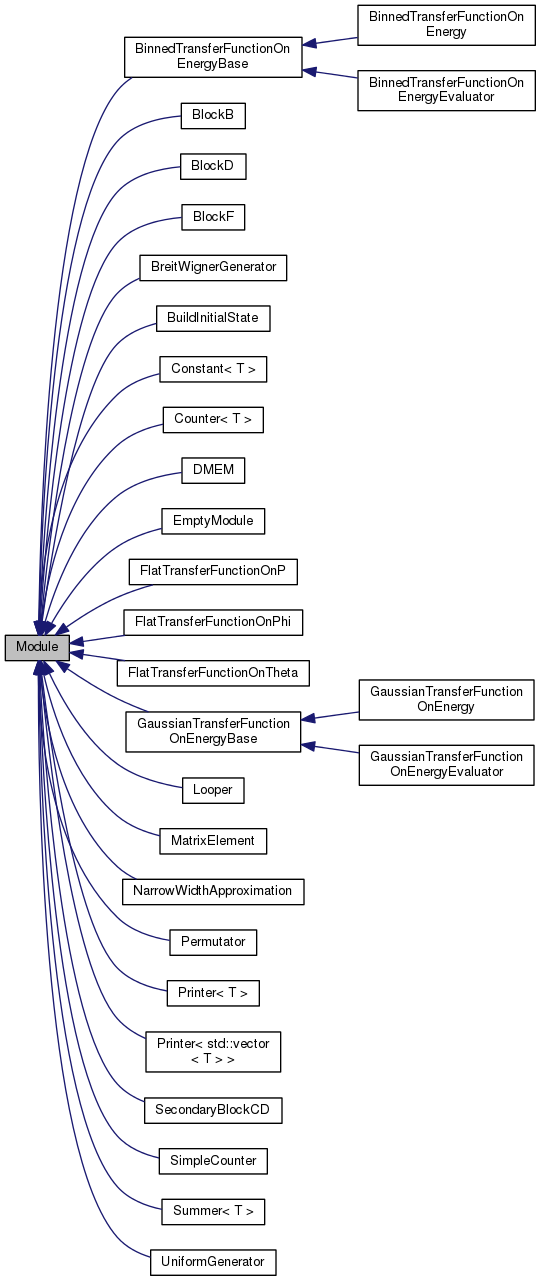 BinnedTransferFunctionOn
Energy
BinnedTransferFunctionOn
EnergyBase
BinnedTransferFunctionOn
EnergyEvaluator
BlockB
BlockD
BlockF
BreitWignerGenerator
BuildInitialState
Constant< T >
Counter< T >
DMEM
EmptyModule
FlatTransferFunctionOnP
FlatTransferFunctionOnPhi
Module
FlatTransferFunctionOnTheta
GaussianTransferFunction
OnEnergy
GaussianTransferFunction
OnEnergyBase
GaussianTransferFunction
OnEnergyEvaluator
Looper
MatrixElement
NarrowWidthApproximation
Permutator
Printer< T >
Printer< std::vector
< T > >
SecondaryBlockCD
SimpleCounter
Summer< T >
UniformGenerator